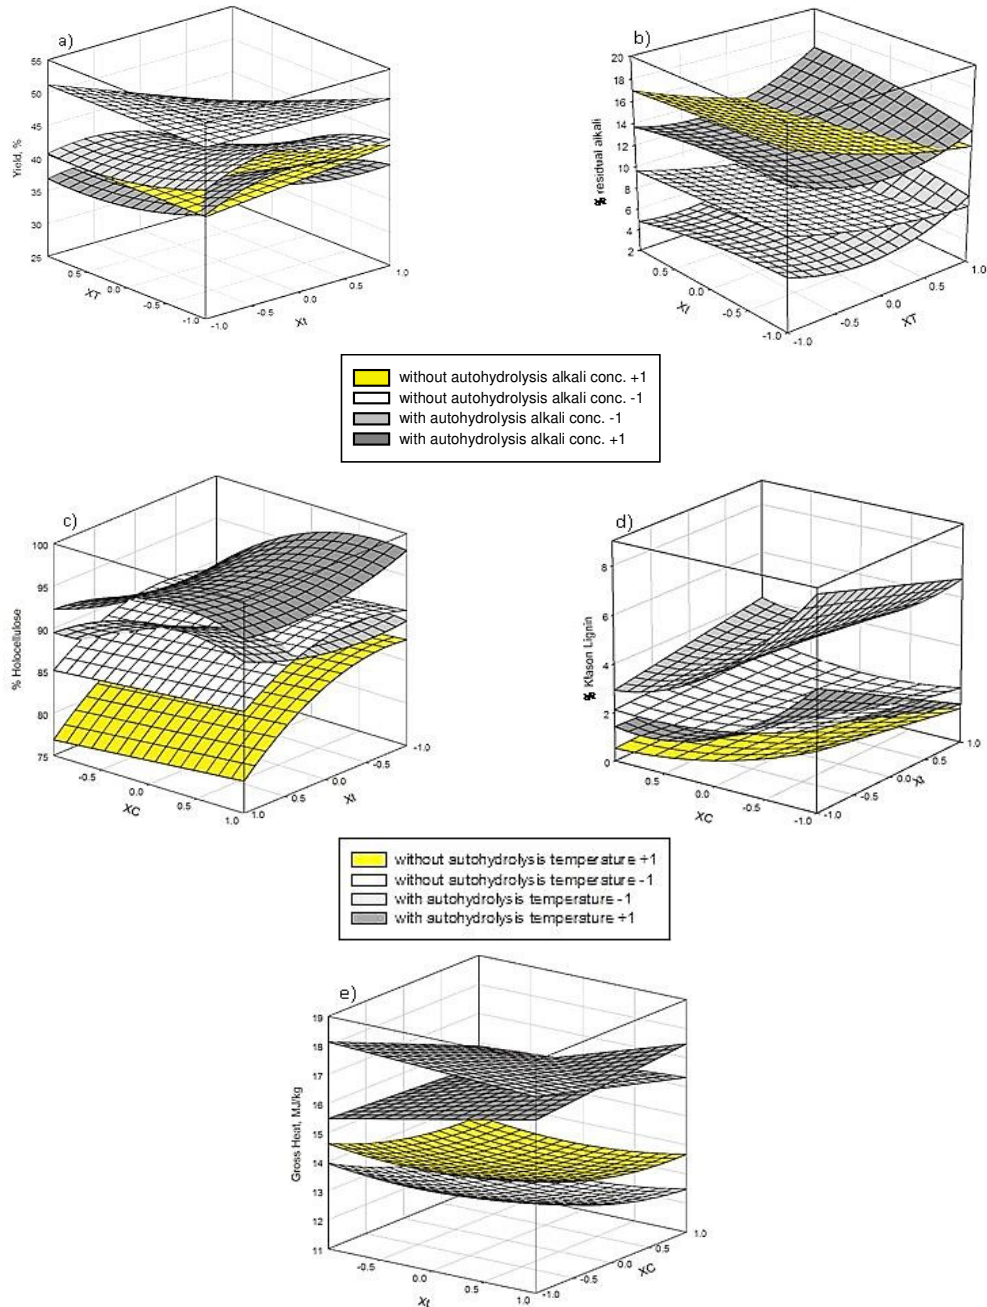 a)
55
50
45
40
35
30
25
Yield, %
0.5
0.0
-0.5
-1.0
XT
-1.0
-0.5
0.0
0.5
1.0
Xt
b)
20
18
16
14
12
10
8
6
4
2
% residual alkali
0.5
0.0
-0.5
-1.0
Xt
-1.0
-0.5
0.0
0.5
1.0
XT
without autohydrolysis alkali conc. +1
without autohydrolysis alkali conc. -1
with autohydrolysis alkali conc. -1
with autohydrolysis alkali conc. +1
c)
100
95
90
85
80
75
% Holocellulose
-0.5
0.0
0.5
1.0
XC
1.0
0.5
0.0
-0.5
-1.0
Xt
d)
8
6
4
2
0
% Klason Lignin
0.5
0.0
-0.5
-1.0
XC
-1.0
-0.5
0.0
0.5
1.0
Xt
without autohydrolysis temperature +1
without autohydrolysis temperature -1
with autohydrolysis temperature -1
with autohydrolysis temperature +1
e)
19
18
17
16
15
14
13
12
11
Gross Heat, MJ/kg
-0.5
0.0
0.5
1.0
Xt
-1.0
-0.5
0.0
0.5
1.0
XC